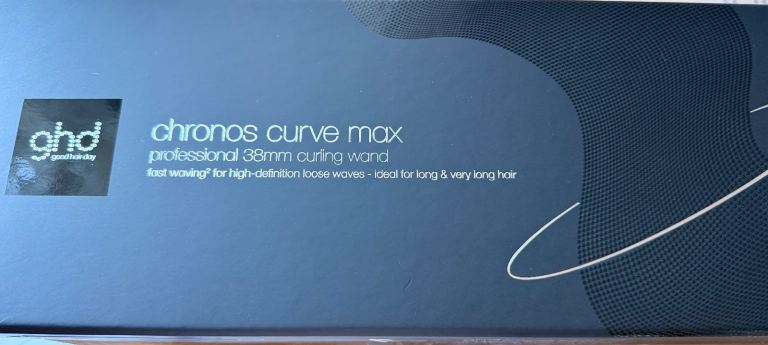 ghd
good hair day
chronos curve max
professional 38mm curling wand
fast waving² for high-definition loose waves - ideal for long & very long hair